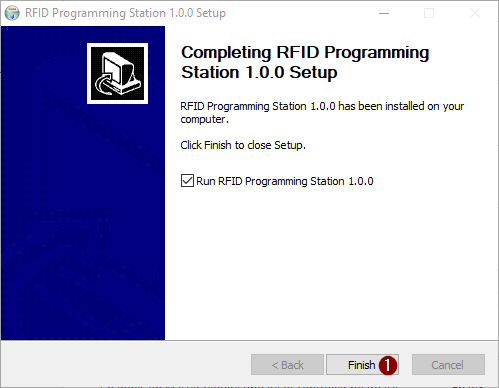 RFID Programming Station 1.0.0 Setup
Completing RFID Programming
Station 1.0.0 Setup
RFID Programming Station 1.0.0 has been installed on your
computer.
Click Finish to close Setup.
Run RFID Programming Station 1.0.0
< Back
Finish
1
Cancel